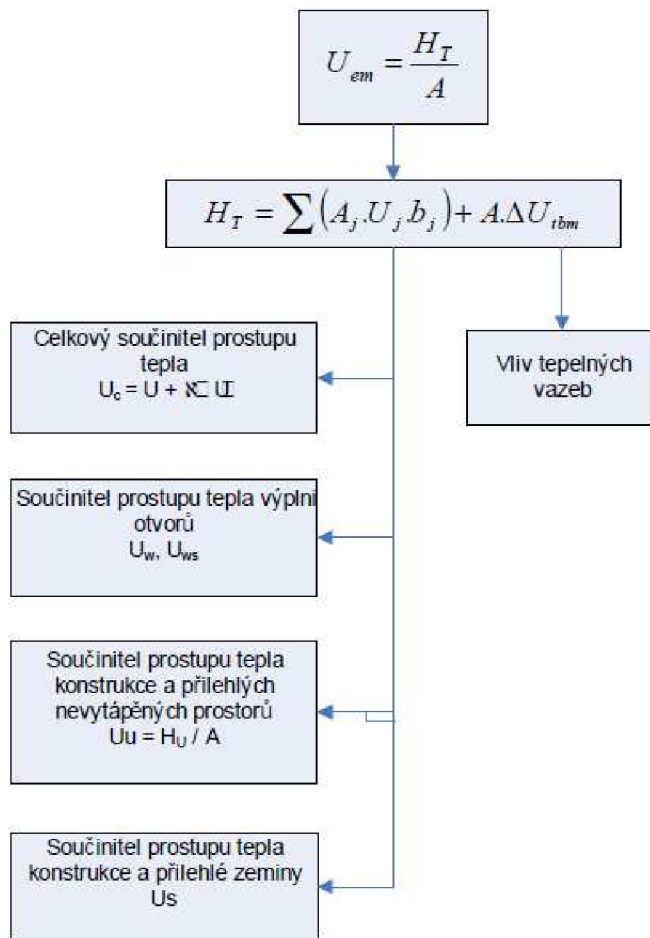 U_em = H_T / A
H_T = ∑(A_j.U_j.b_j) + A.ΔU_tbm
Celkový součinitel prostupu
tepla
U_c = U +
Vliv tepelných
vazeb
Součinitel prostupu tepla výplni
otvorů
U_w, U_ws
Součinitel prostupu tepla
konstrukce a přilehlých
nevytápěných prostorů
Uu = H_U / A
Součinitel prostupu tepla
konstrukce a přilehlé zeminy
Us